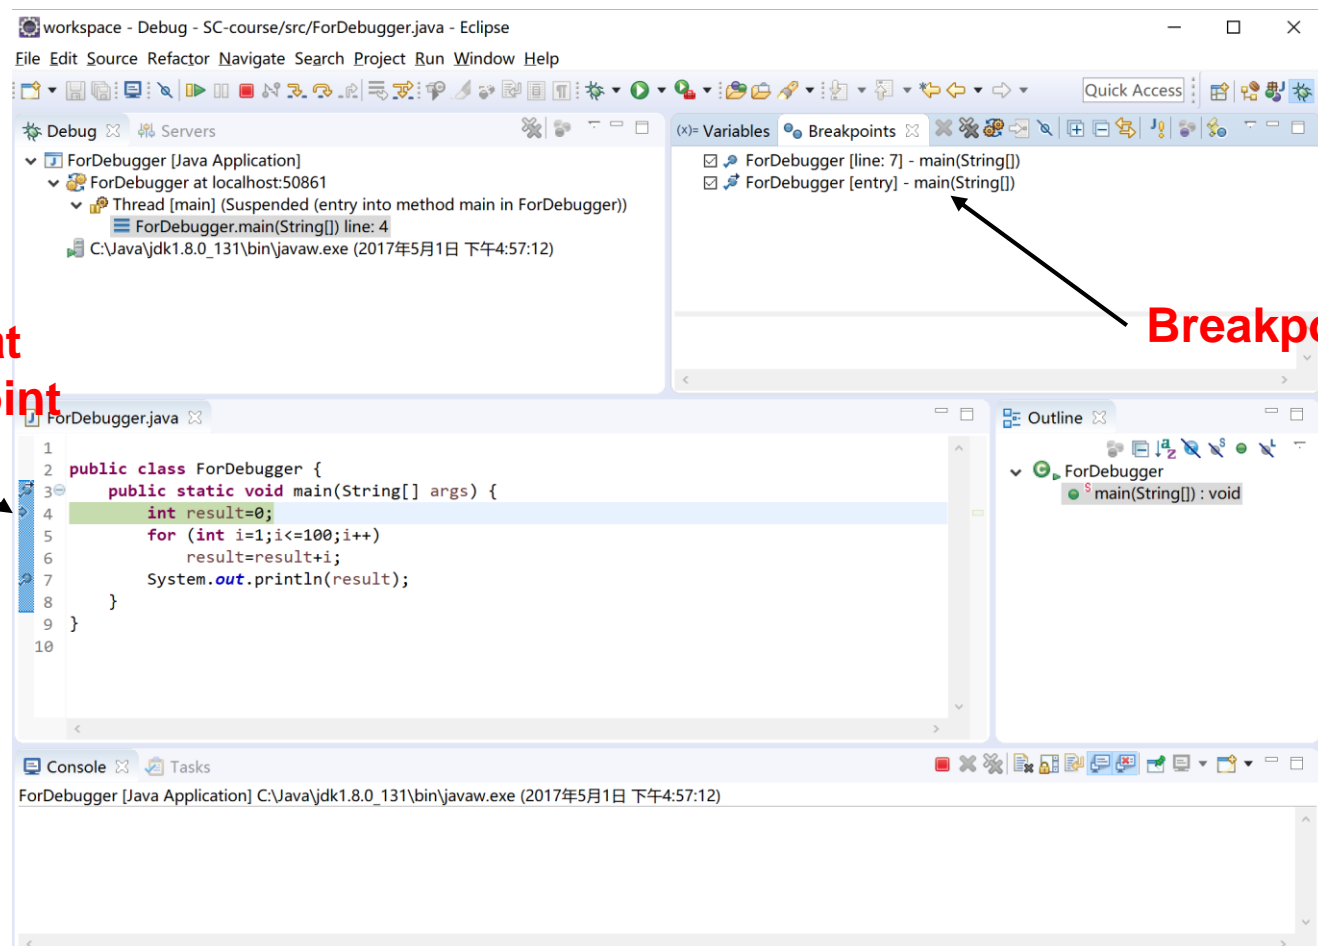 workspace - Debug - SC-course/src/ForDebugger.java - Eclipse
File Edit Source Refactor Navigate Search Project Run Window Help
Quick Access
Debug Servers
(x)= Variables Breakpoints
ForDebugger [Java Application]
ForDebugger at localhost:50861
Thread [main] (Suspended (entry into method main in ForDebugger))
ForDebugger.main(String[]) line: 4
C:\Java\jdk1.8.0_131\bin\javaw.exe (2017年5月1日 下午4:57:12)
ForDebugger [line: 7] - main(String[])
ForDebugger [entry] - main(String[])
Breakpo
at
oint
ForDebugger.java
1
2 public class ForDebugger {
3 public static void main(String[] args) {
4 int result=0;
5 for (int i=1;i<=100;i++)
6 result=result+i;
7 System.out.println(result);
8 }
9 }
10
Outline
ForDebugger
main(String[]) : void
Console Tasks
ForDebugger [Java Application] C:\Java\jdk1.8.0_131\bin\javaw.exe (2017年5月1日 下午4:57:12)